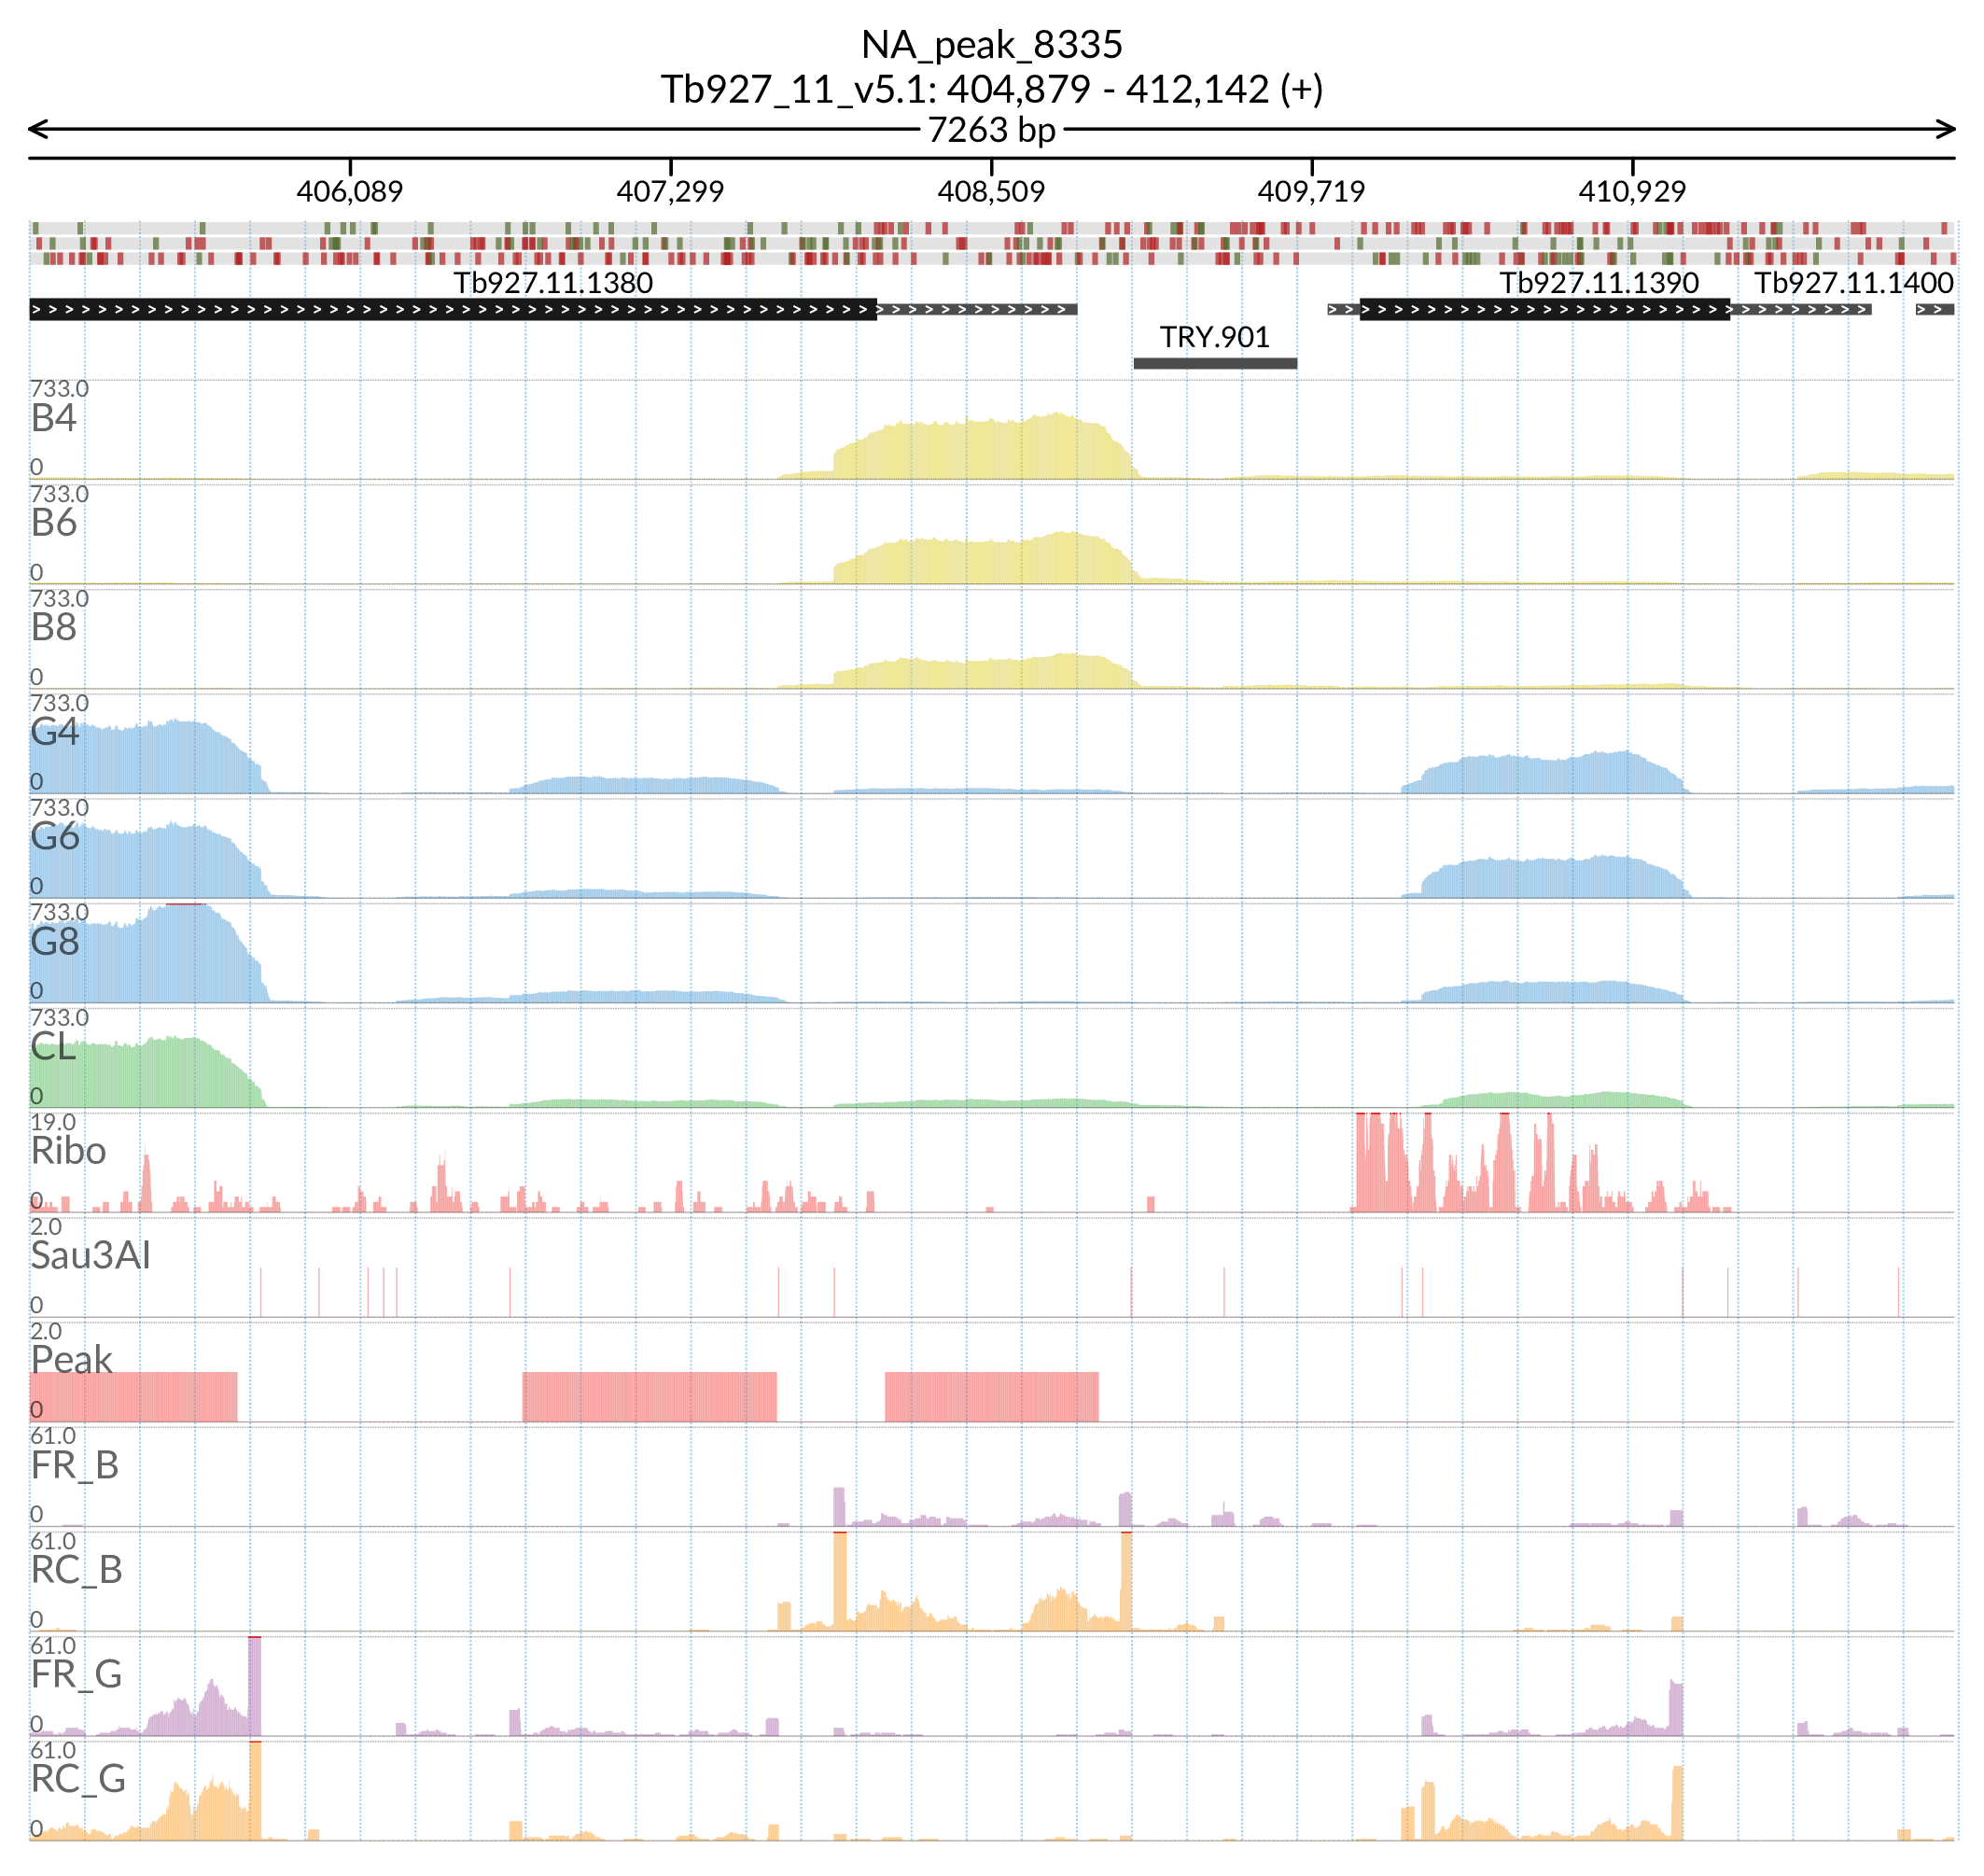 NA_peak_8335
Tb927_11_v5.1: 404,879 - 412,142 (+)
7263 bp
406,089 407,299 408,509 409,719 410,929
Tb927.11.1380 Tb927.11.1390 Tb927.11.1400
TRY.901
733.0
B4
0
733.0
B6
0
733.0
B8
0
733.0
G4
0
733.0
G6
0
733.0
G8
0
733.0
CL
0
19.0
Ribo
0
2.0
Sau3AI
0
2.0
Peak
0
61.0
FR_B
0
61.0
RC_B
0
61.0
FR_G
0
61.0
RC_G
0